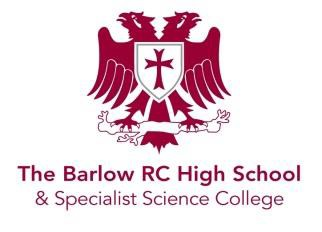 The Barlow RC High School
& Specialist Science College